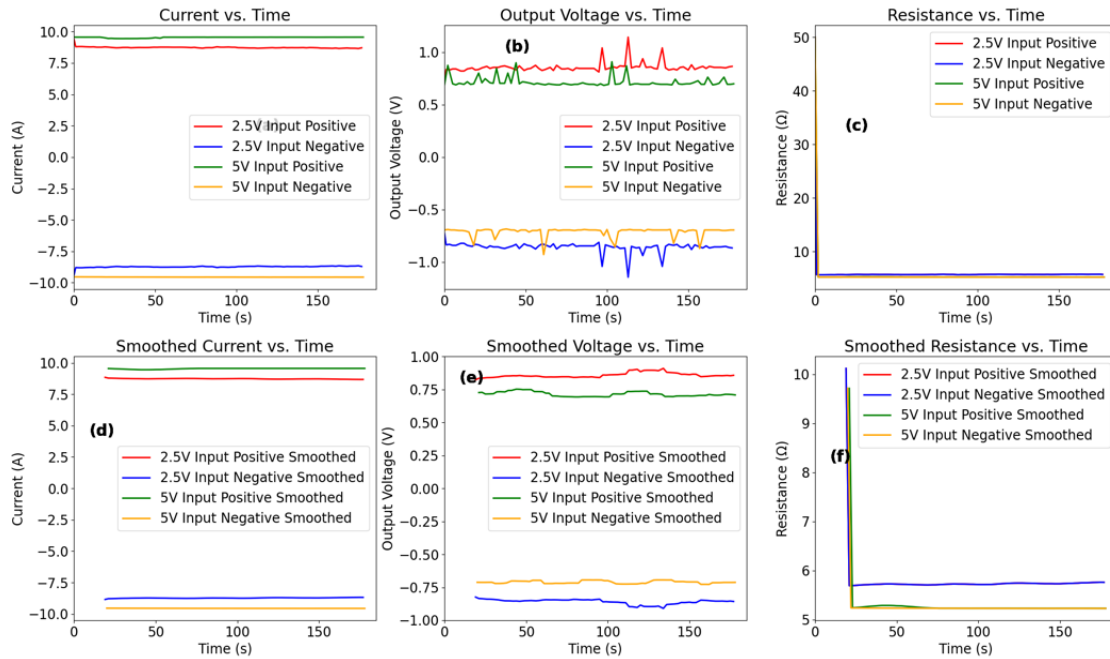 Current vs. Time
10.0
7.5
5.0
2.5
0.0
−2.5
−5.0
−7.5
−10.0
Current (A)
(a)
2.5V Input Positive
2.5V Input Negative
5V Input Positive
5V Input Negative
0 50 100 150
Time (s)
Output Voltage vs. Time
(b)
1.0
0.5
0.0
−0.5
−1.0
Output Voltage (V)
2.5V Input Positive
2.5V Input Negative
5V Input Positive
5V Input Negative
0 50 100 150
Time (s)
Resistance vs. Time
50
40
30
20
10
Resistance (Ω)
(c)
2.5V Input Positive
2.5V Input Negative
5V Input Positive
5V Input Negative
0 50 100 150
Time (s)
Smoothed Current vs. Time
10.0
7.5
5.0
2.5
0.0
−2.5
−5.0
−7.5
−10.0
Current (A)
(d)
2.5V Input Positive Smoothed
2.5V Input Negative Smoothed
5V Input Positive Smoothed
5V Input Negative Smoothed
0 50 100 150
Time (s)
Smoothed Voltage vs. Time
1.00
0.75
0.50
0.25
0.00
−0.25
−0.50
−0.75
−1.00
Output Voltage (V)
(e)
2.5V Input Positive Smoothed
2.5V Input Negative Smoothed
5V Input Positive Smoothed
5V Input Negative Smoothed
0 50 100 150
Time (s)
Smoothed Resistance vs. Time
10
9
8
7
6
5
Resistance (Ω)
(f)
2.5V Input Positive Smoothed
2.5V Input Negative Smoothed
5V Input Positive Smoothed
5V Input Negative Smoothed
0 50 100 150
Time (s)